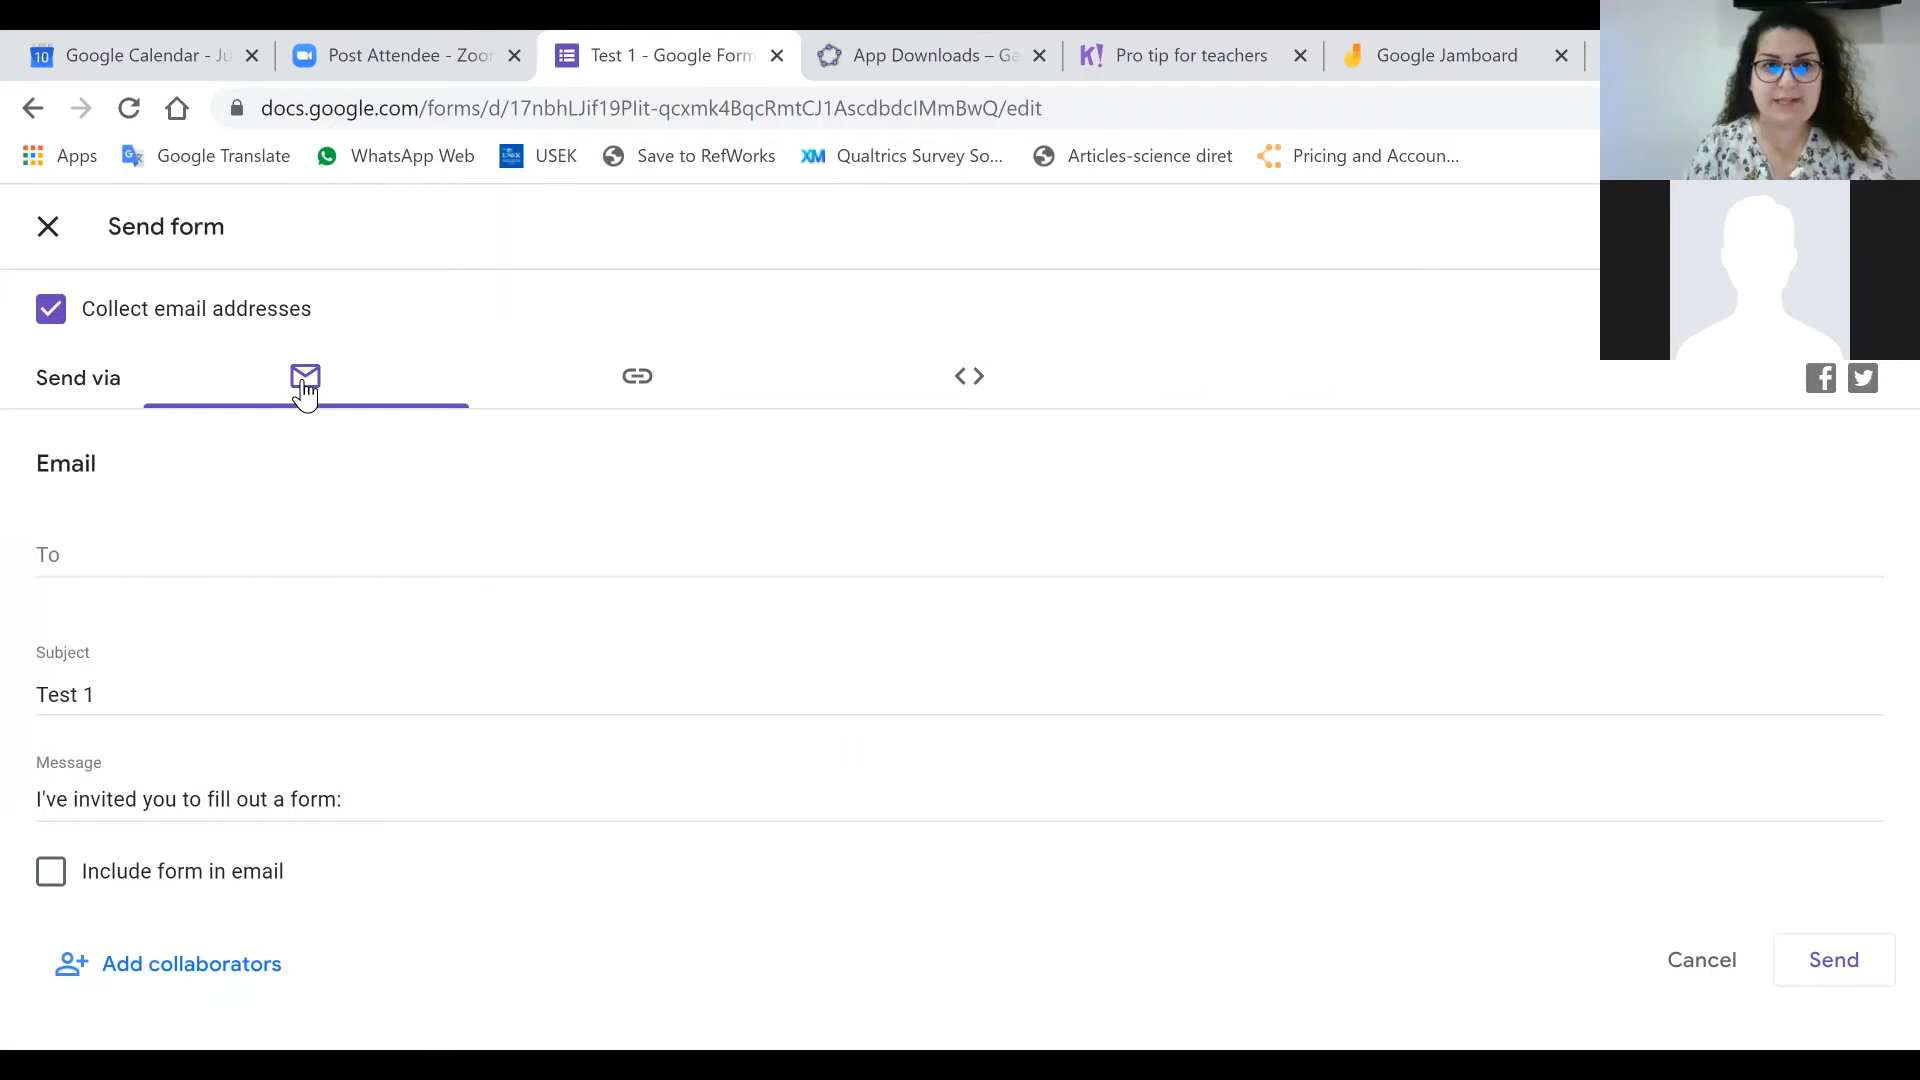 Google Calendar - Ju
Post Attendee - Zoom
Test 1 - Google Form
App Downloads – Ge
Pro tip for teachers
Google Jamboard
docs.google.com/forms/d/17nbhLJif19PIit-qcxmk4BqcRmtCJ1AscdbdcIMmBwQ/edit
Apps
Google Translate
WhatsApp Web
USEK
Save to RefWorks
Qualtrics Survey So...
Articles-science diret
Pricing and Accoun...
Send form
Collect email addresses
Send via
Email
To
Subject
Test 1
Message
I've invited you to fill out a form:
Include form in email
Add collaborators
Cancel
Send